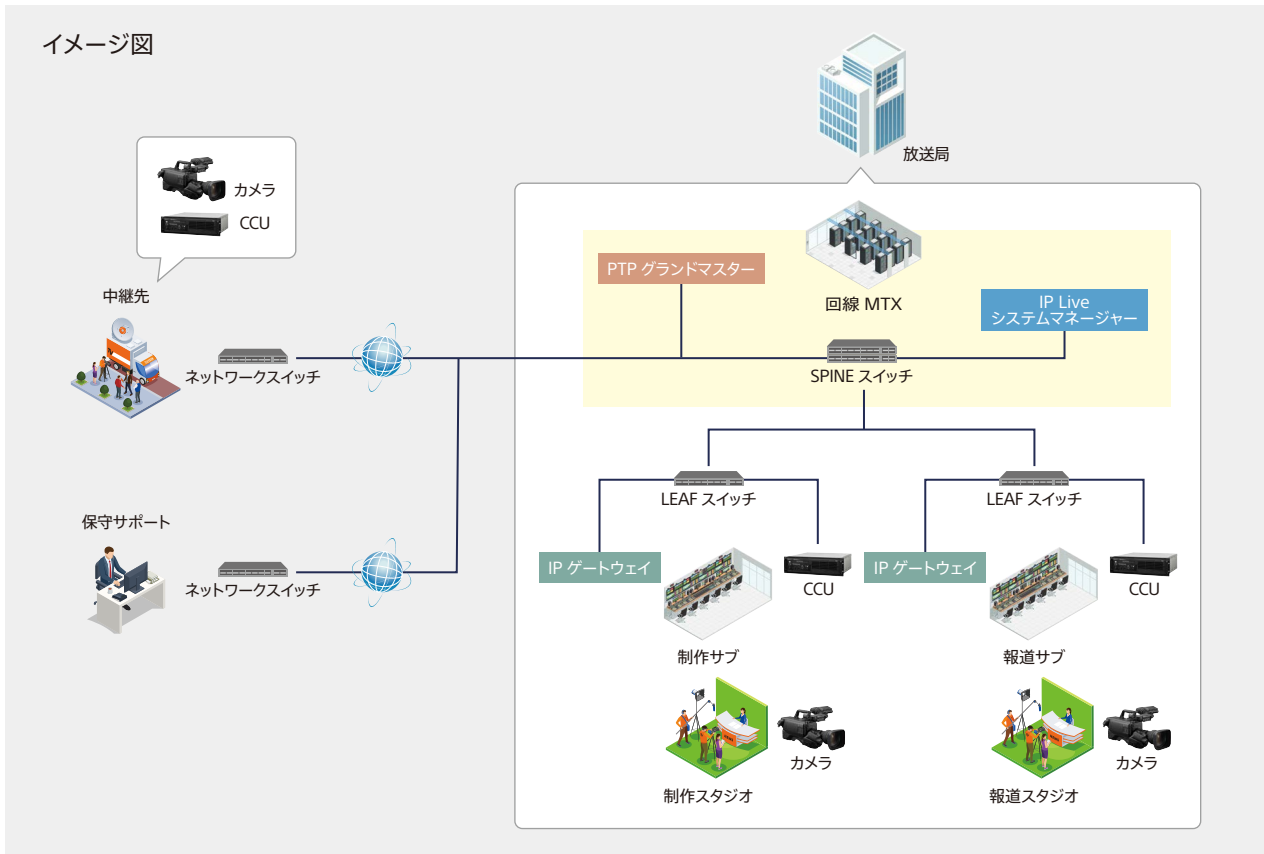 イメージ図
放送局
カメラ
CCU
中継先
ネットワークスイッチ
PTP グランドマスター
回線 MTX
IP Live
システムマネージャー
SPINE スイッチ
LEAF スイッチ
LEAF スイッチ
保守サポート
ネットワークスイッチ
IP ゲートウェイ
CCU
IP ゲートウェイ
CCU
制作サブ
報道サブ
カメラ
カメラ
制作スタジオ
報道スタジオ